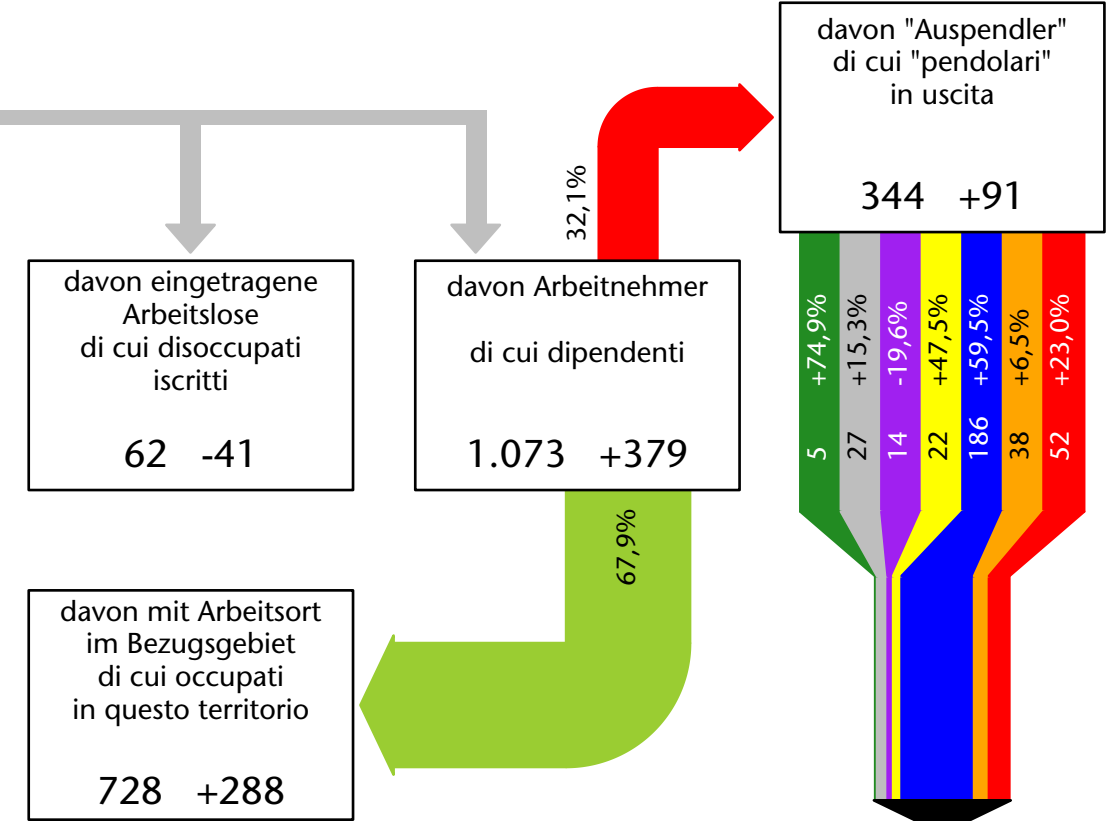 davon "Auspendler"
di cui "pendolari"
in uscita
344 +91
32,1%
davon eingetragene
Arbeitslose
di cui disoccupati
iscritti
62 -41
davon Arbeitnehmer
di cui dipendenti
1.073 +379
5 +74,9%
27 +15,3%
14 -19,6%
22 +47,5%
186 +59,5%
38 +6,5%
52 +23,0%
67,9%
davon mit Arbeitsort
im Bezugsgebiet
di cui occupati
in questo territorio
728 +288